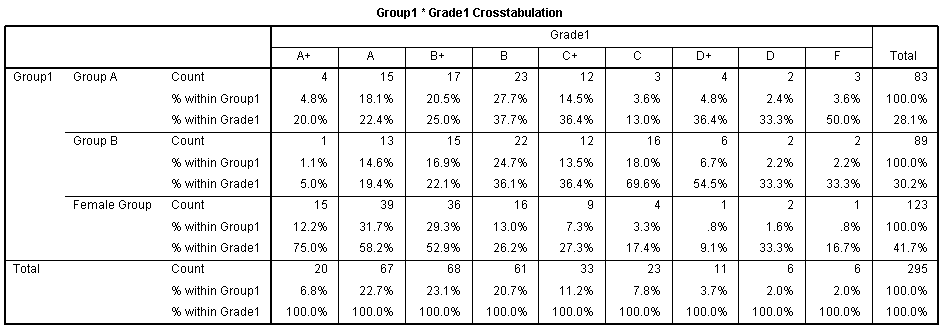 Group1 * Grade1 Crosstabulation
Grade1
A+ A B+ B C+ C D+ D F Total
Group1 Group A Count 4 15 17 23 12 3 4 2 3 83
% within Group1 4.8% 18.1% 20.5% 27.7% 14.5% 3.6% 4.8% 2.4% 3.6% 100.0%
% within Grade1 20.0% 22.4% 25.0% 37.7% 36.4% 13.0% 36.4% 33.3% 50.0% 28.1%
Group B Count 1 13 15 22 12 16 6 2 2 89
% within Group1 1.1% 14.6% 16.9% 24.7% 13.5% 18.0% 6.7% 2.2% 2.2% 100.0%
% within Grade1 5.0% 19.4% 22.1% 36.1% 36.4% 69.6% 54.5% 33.3% 33.3% 30.2%
Female Group Count 15 39 36 16 9 4 1 2 1 123
% within Group1 12.2% 31.7% 29.3% 13.0% 7.3% 3.3% .8% 1.6% .8% 100.0%
% within Grade1 75.0% 58.2% 52.9% 26.2% 27.3% 17.4% 9.1% 33.3% 16.7% 41.7%
Total Count 20 67 68 61 33 23 11 6 6 295
% within Group1 6.8% 22.7% 23.1% 20.7% 11.2% 7.8% 3.7% 2.0% 2.0% 100.0%
% within Grade1 100.0% 100.0% 100.0% 100.0% 100.0% 100.0% 100.0% 100.0% 100.0% 100.0%